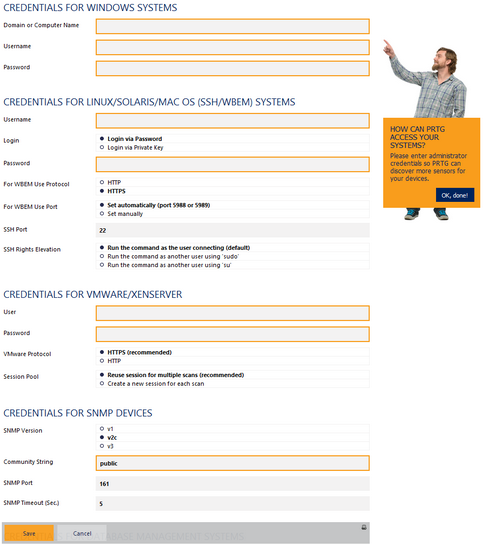 CREDENTIALS FOR WINDOWS SYSTEMS
Domain or Computer Name
Username
Password
CREDENTIALS FOR LINUX/SOLARIS/MAC OS (SSH/WBEM) SYSTEMS
Username
Login
Login via Password
Login via Private Key
Password
For WBEM Use Protocol
HTTP
HTTPS
For WBEM Use Port
Set automatically (port 5988 or 5989)
Set manually
SSH Port
22
SSH Rights Elevation
Run the command as the user connecting (default)
Run the command as another user using 'sudo'
Run the command as another user using 'su'
CREDENTIALS FOR VMWARE/XENSERVER
User
Password
VMware Protocol
HTTPS (recommended)
HTTP
Session Pool
Reuse session for multiple scans (recommended)
Create a new session for each scan
CREDENTIALS FOR SNMP DEVICES
SNMP Version
v1
v2c
v3
Community String
public
SNMP Port
161
SNMP Timeout (Sec.)
5
Save
Cancel
MANAGEMENT SYSTEMS
HOW CAN PRTG
ACCESS YOUR
SYSTEMS?
Please enter administrator
credentials so PRTG can
discover more sensors for
your devices.
OK, done!